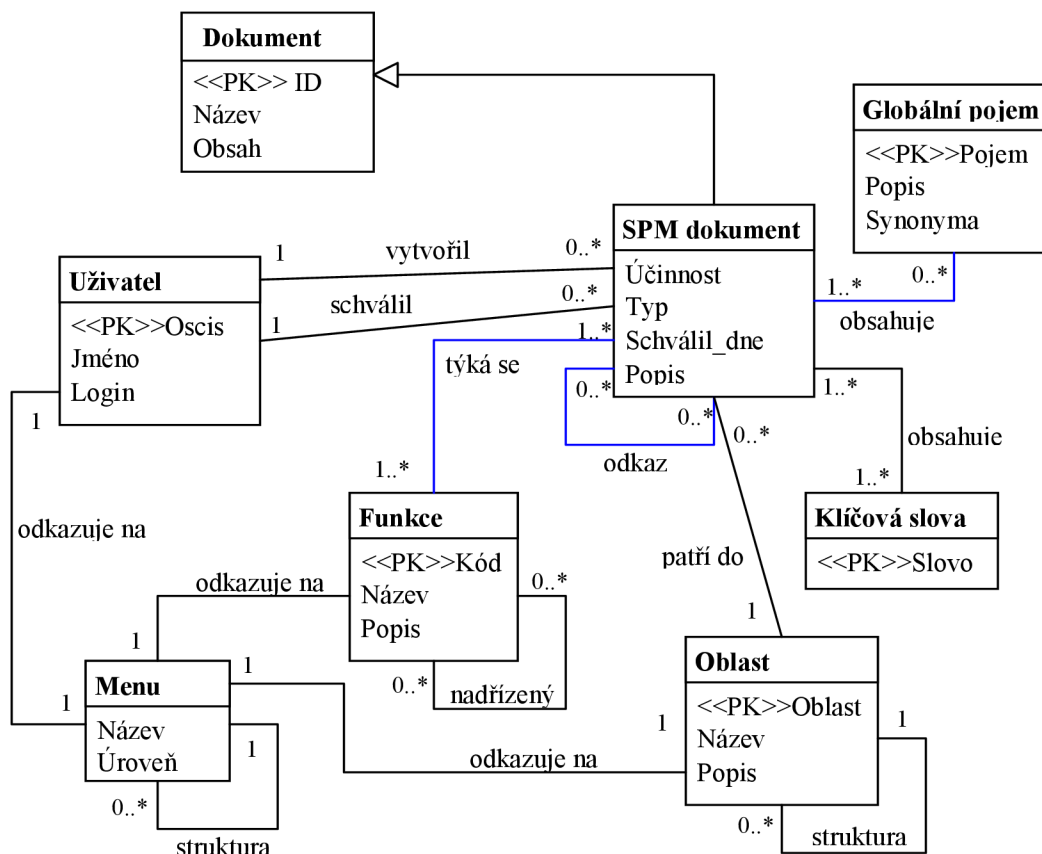 Dokument
<<PK>> ID
Název
Obsah
Globální pojem
<<PK>>Pojem
Popis
Synonyma
SPM dokument
Účinnost
Typ
Schválil_dne
Popis
Uživatel
<<PK>>Oscis
Jméno
Login
1
vytvořil
0..*
1
schválil
0..*
1..*
0..*
obsahuje
1..*
týká se
0..*
0..*
odkaz
1..*
obsahuje
1..*
Klíčová slova
<<PK>>Slovo
1..*
Funkce
<<PK>>Kód
Název
Popis
0..*
0..*
nadřízený
0..*
patří do
1
1
odkazuje na
1
odkazuje na
1
Menu
Název
Úroveň
1
0..*
struktura
1
odkazuje na
1
Oblast
<<PK>>Oblast
Název
Popis
1
0..*
struktura